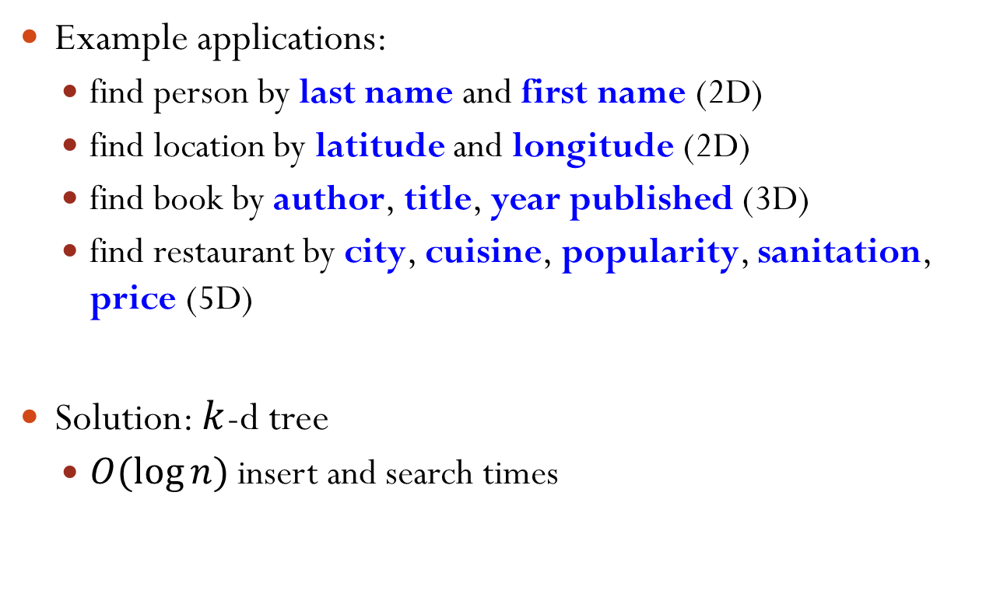 • Example applications:
• find person by last name and first name (2D)
• find location by latitude and longitude (2D)
• find book by author, title, year published (3D)
• find restaurant by city, cuisine, popularity, sanitation,
price (5D)
• Solution: k-d tree
• O(log n) insert and search times